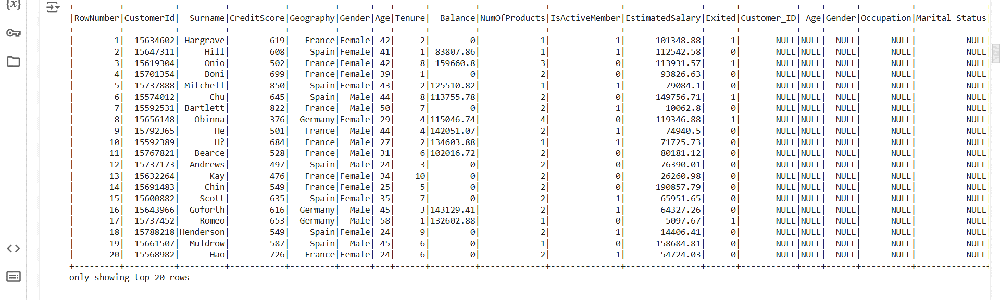 {x}
+---------+----------+---------+-----------+---------+------+---+------+---------+-------------+--------------+---------------+------+-----------+----+------+----------+--------------+
|RowNumber|CustomerId|  Surname|CreditScore|Geography|Gender|Age|Tenure|  Balance|NumOfProducts|IsActiveMember|EstimatedSalary|Exited|Customer_ID| Age|Gender|Occupation|Marital Status|
+---------+----------+---------+-----------+---------+------+---+------+---------+-------------+--------------+---------------+------+-----------+----+------+----------+--------------+
|        1|  15634602| Hargrave|        619|   France|Female| 42|     2|        0|            1|             1|      101348.88|     1|       NULL|NULL|  NULL|      NULL|          NULL|
|        2|  15647311|     Hill|        608|    Spain|Female| 41|     1| 83807.86|            1|             1|      112542.58|     0|       NULL|NULL|  NULL|      NULL|          NULL|
|        3|  15619304|     Onio|        502|   France|Female| 42|     8| 159660.8|            3|             0|      113931.57|     1|       NULL|NULL|  NULL|      NULL|          NULL|
|        4|  15701354|     Boni|        699|   France|Female| 39|     1|        0|            2|             0|       93826.63|     0|       NULL|NULL|  NULL|      NULL|          NULL|
|        5|  15737888| Mitchell|        850|    Spain|Female| 43|     2|125510.82|            1|             1|        79084.1|     0|       NULL|NULL|  NULL|      NULL|          NULL|
|        6|  15574012|      Chu|        645|    Spain|  Male| 44|     8|113755.78|            2|             0|      149756.71|     1|       NULL|NULL|  NULL|      NULL|          NULL|
|        7|  15592531| Bartlett|        822|   France|  Male| 50|     7|        0|            2|             1|        10062.8|     0|       NULL|NULL|  NULL|      NULL|          NULL|
|        8|  15656148|   Obinna|        376|  Germany|Female| 29|     4|115046.74|            4|             0|      119346.88|     1|       NULL|NULL|  NULL|      NULL|          NULL|
|        9|  15792365|       He|        501|   France|  Male| 44|     4|142051.07|            2|             1|        74940.5|     0|       NULL|NULL|  NULL|      NULL|          NULL|
|       10|  15592389|       H?|        684|   France|  Male| 27|     2|134603.88|            1|             1|       71725.73|     0|       NULL|NULL|  NULL|      NULL|          NULL|
|       11|  15767821|   Bearce|        528|   France|  Male| 31|     6|102016.72|            2|             0|       80181.12|     0|       NULL|NULL|  NULL|      NULL|          NULL|
|       12|  15737173|  Andrews|        497|    Spain|  Male| 24|     3|        0|            2|             0|       76390.01|     0|       NULL|NULL|  NULL|      NULL|          NULL|
|       13|  15632264|      Kay|        476|   France|Female| 34|    10|        0|            2|             0|       26260.98|     0|       NULL|NULL|  NULL|      NULL|          NULL|
|       14|  15691483|     Chin|        549|   France|Female| 25|     5|        0|            2|             0|      190857.79|     0|       NULL|NULL|  NULL|      NULL|          NULL|
|       15|  15600882|    Scott|        635|    Spain|Female| 35|     7|        0|            2|             1|       65951.65|     0|       NULL|NULL|  NULL|      NULL|          NULL|
|       16|  15643966|  Goforth|        616|  Germany|  Male| 45|     3|143129.41|            2|             1|       64327.26|     0|       NULL|NULL|  NULL|      NULL|          NULL|
|       17|  15737452|    Romeo|        653|  Germany|  Male| 58|     1|132602.88|            1|             0|        5097.67|     1|       NULL|NULL|  NULL|      NULL|          NULL|
|       18|  15788218|Henderson|        549|    Spain|Female| 24|     9|        0|            2|             1|       14406.41|     0|       NULL|NULL|  NULL|      NULL|          NULL|
|       19|  15661507|  Muldrow|        587|    Spain|  Male| 45|     6|        0|            1|             0|      158684.81|     0|       NULL|NULL|  NULL|      NULL|          NULL|
|       20|  15568982|      Hao|        726|   France|Female| 24|     6|        0|            2|             1|       54724.03|     0|       NULL|NULL|  NULL|      NULL|          NULL|
+---------+----------+---------+-----------+---------+------+---+------+---------+-------------+--------------+---------------+------+-----------+----+------+----------+--------------+
only showing top 20 rows